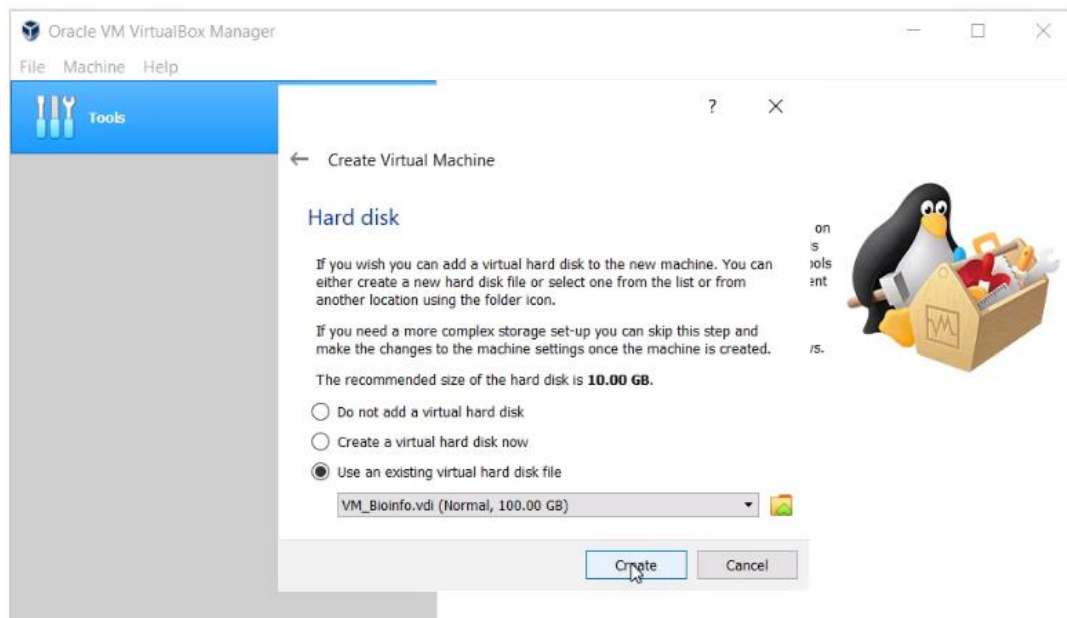 Oracle VM VirtualBox Manager
File Machine Help
Tools
?
Create Virtual Machine
Hard disk
If you wish you can add a virtual hard disk to the new machine. You can
either create a new hard disk file or select one from the list or from
another location using the folder icon.
If you need a more complex storage set-up you can skip this step and
make the changes to the machine settings once the machine is created.
The recommended size of the hard disk is 10.00 GB.
Do not add a virtual hard disk
Create a virtual hard disk now
Use an existing virtual hard disk file
VM_Bioinfo.vdi (Normal, 100.00 GB)
Create Cancel
on